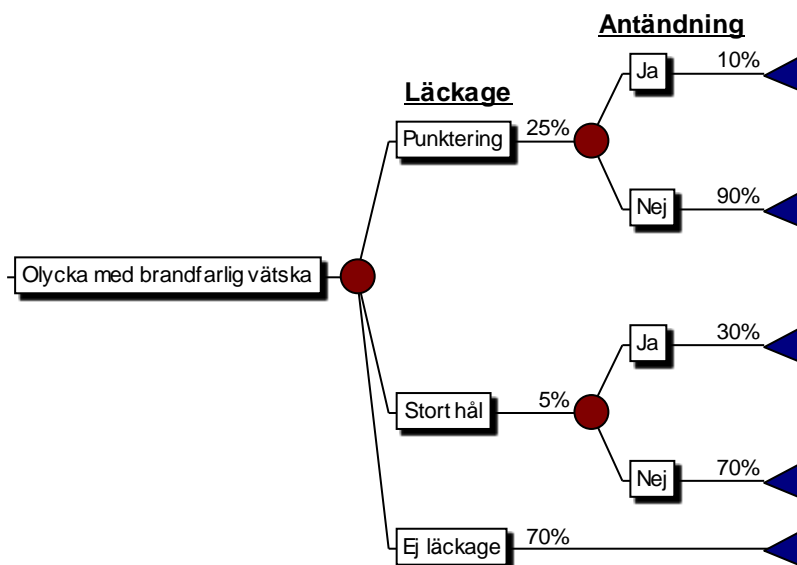 Antändning
Ja 10%
Läckage
Punktering 25%
Nej 90%
Olycka med brandfarlig vätska
Ja 30%
Stort hål 5%
Nej 70%
Ej läckage 70%